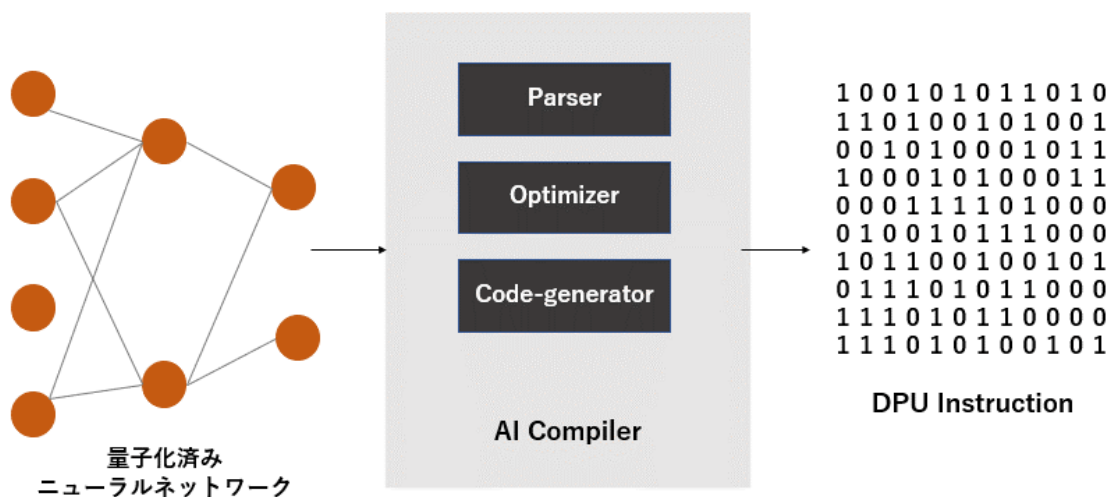 Parser
Optimizer
Code-generator
AI Compiler
量子化済み
ニューラルネットワーク
1 0 0 1 0 1 0 1 1 0 1 0
1 1 0 1 0 0 1 0 1 0 0 1
0 0 1 0 1 0 0 0 1 0 1 1
1 0 0 0 1 0 1 0 0 0 1 1
0 0 0 1 1 1 1 0 1 0 0 0
0 1 0 0 1 0 1 1 1 0 0 0
1 0 1 1 0 0 1 0 0 1 0 1
0 1 1 1 0 1 0 1 1 0 0 0
1 1 1 0 1 0 1 1 0 0 0 0
1 1 1 0 1 0 1 0 0 1 0 1
DPU Instruction